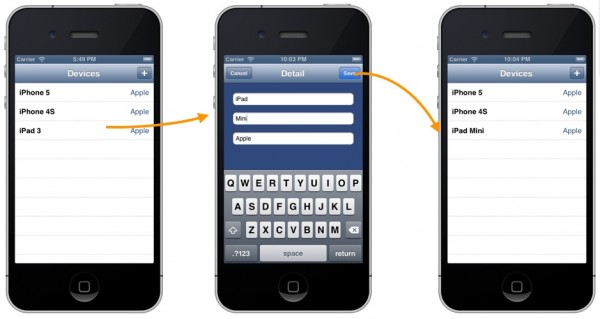 Carrier 5:49 PM
Devices +
iPhone 5 Apple
iPhone 4S Apple
iPad 3 Apple
Carrier 10:03 PM
Cancel Detail Save
iPad
Mini
Apple
Q W E R T Y U I O P
A S D F G H J K L
Z X C V B N M
.?123 space return
Carrier 10:04 PM
Devices +
iPhone 5 Apple
iPhone 4S Apple
iPad Mini Apple